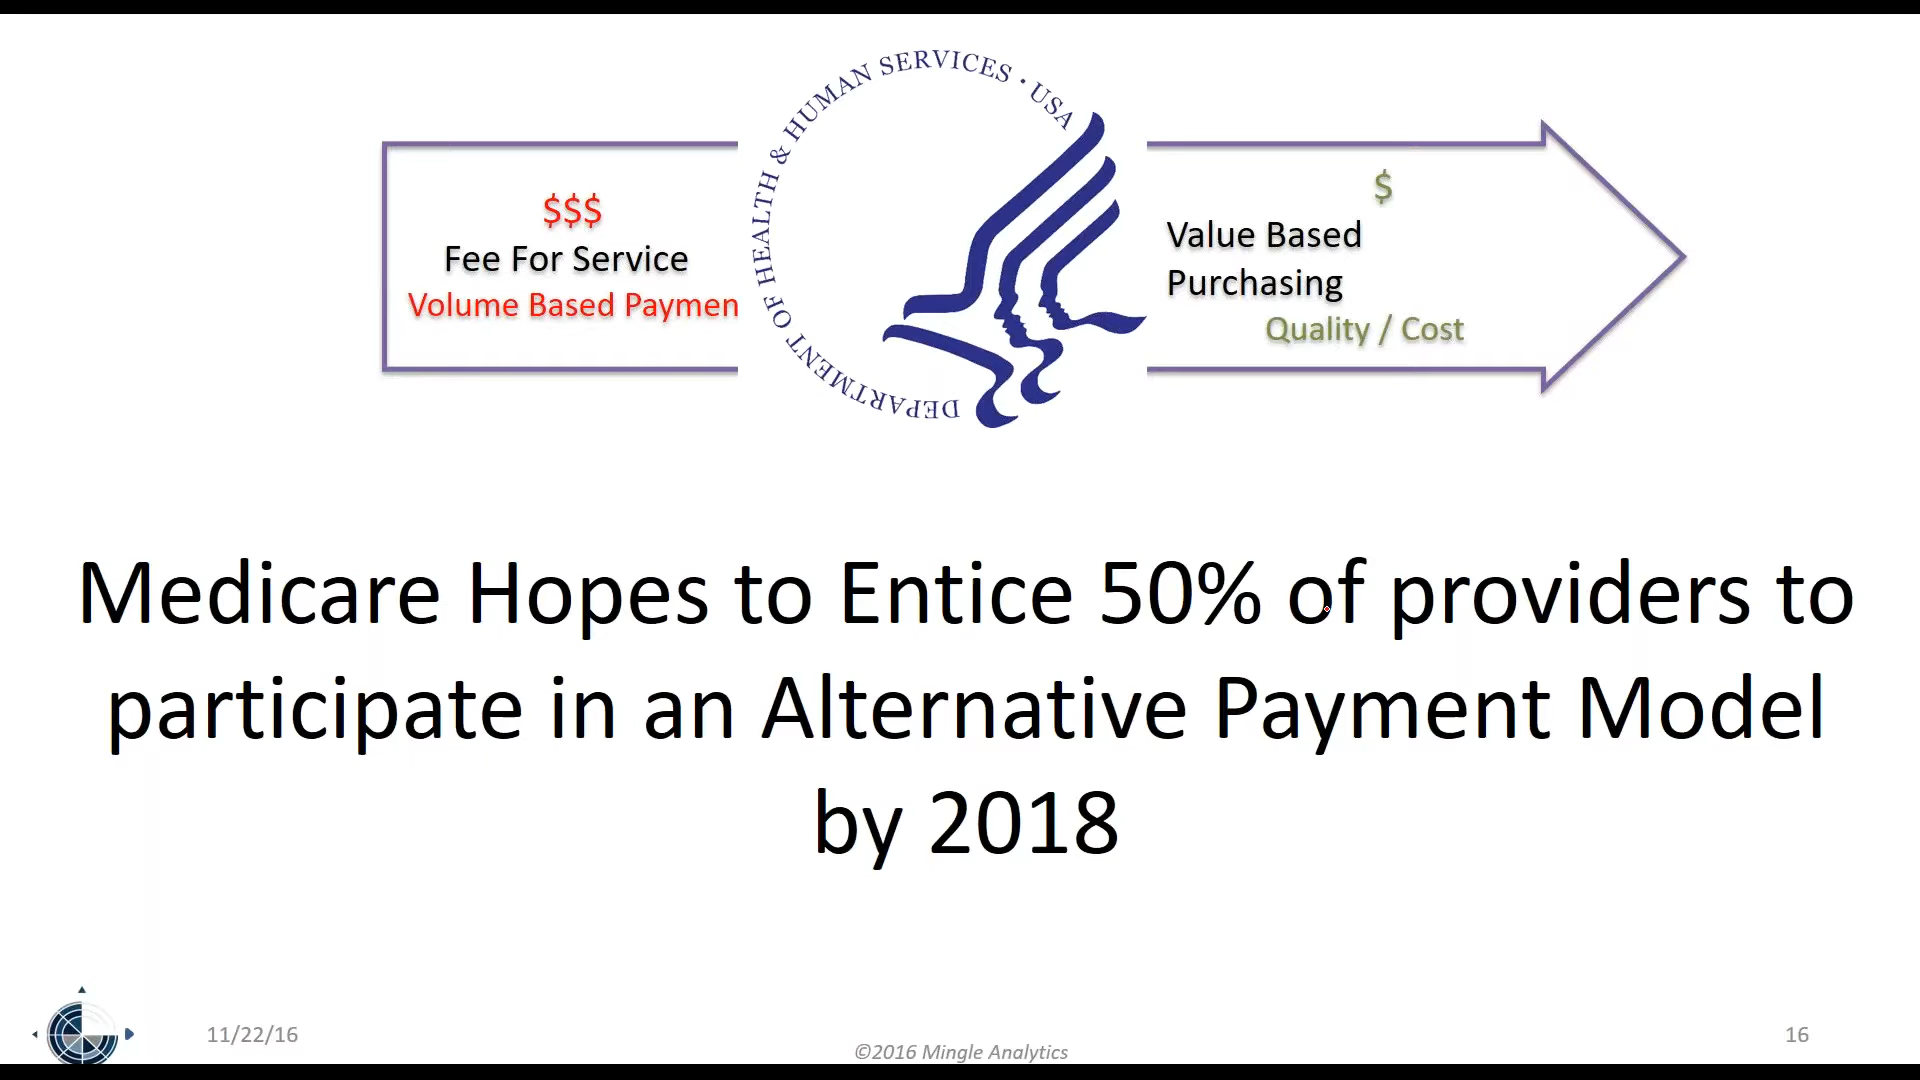 DEPARTMENT OF HEALTH & HUMAN SERVICES · USA
$$$
Fee For Service
Volume Based Paymen
$
Value Based
Purchasing
Quality / Cost
Medicare Hopes to Entice 50% of providers to
participate in an Alternative Payment Model
by 2018
11/22/16
©2016 Mingle Analytics
16